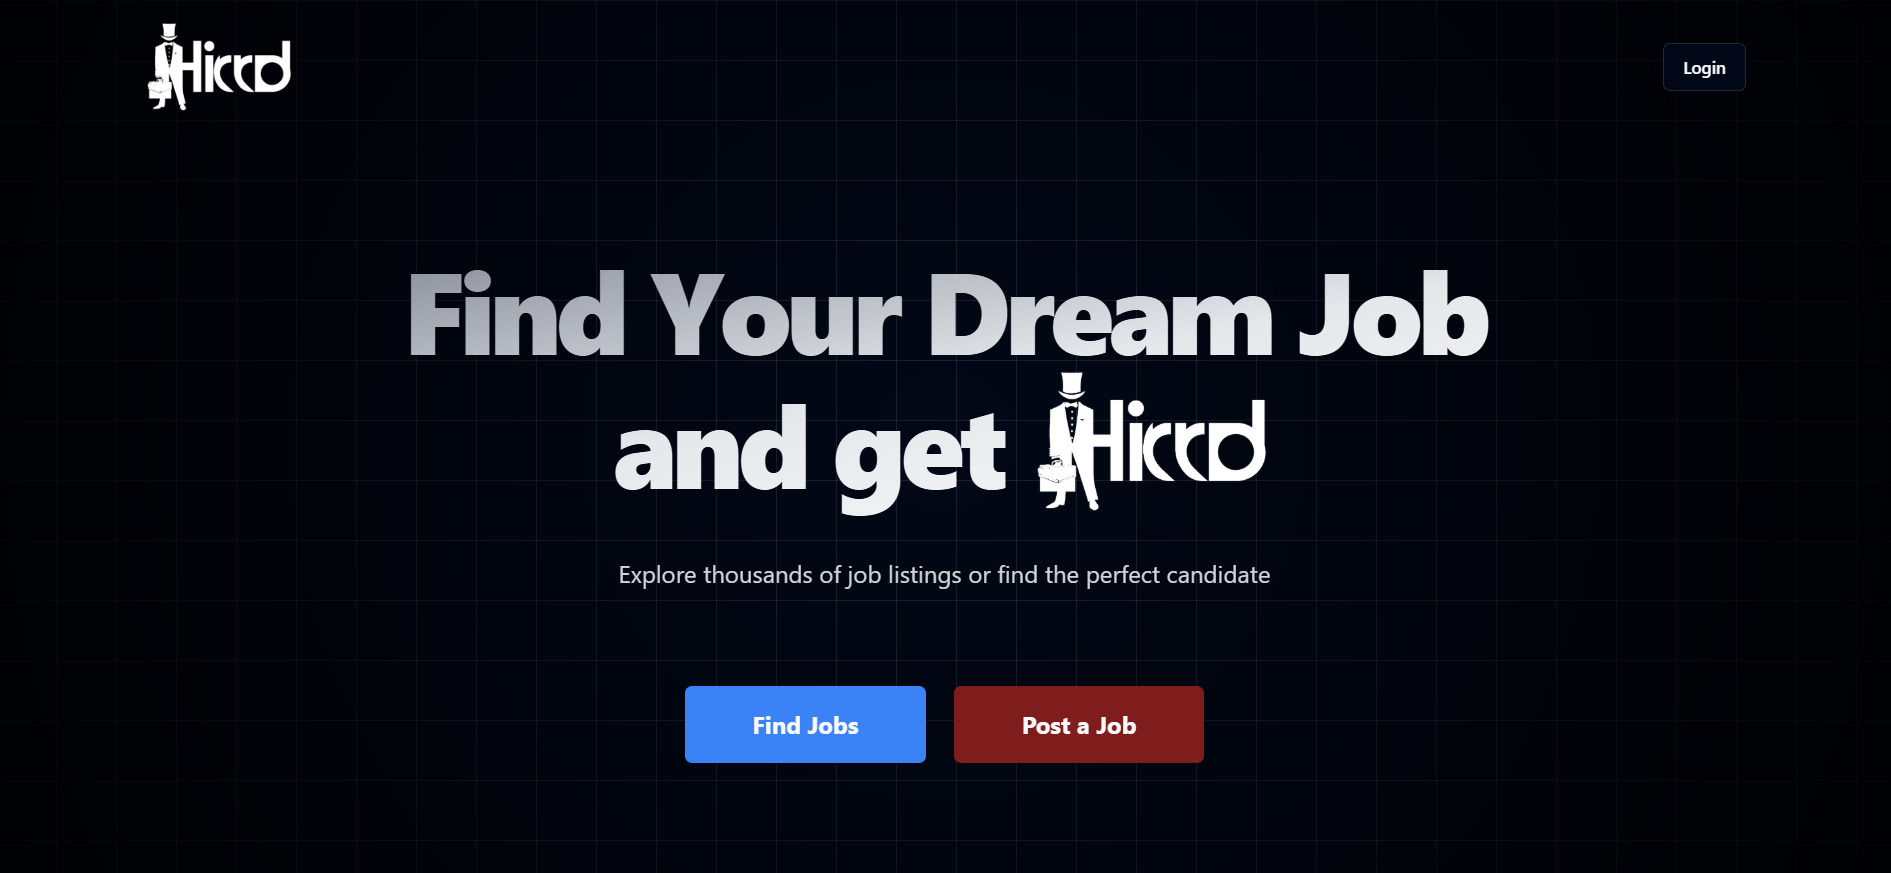 Hirrd
Login
Find Your Dream Job
and get Hirrd
Explore thousands of job listings or find the perfect candidate
Find Jobs
Post a Job